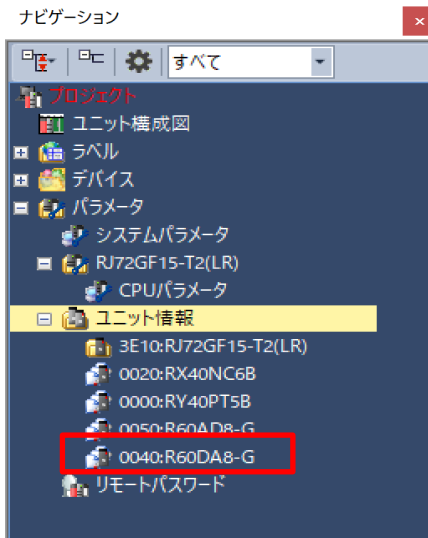 ナビゲーション
すべて
プロジェクト
ユニット構成図
ラベル
デバイス
パラメータ
システムパラメータ
RJ72GF15-T2(LR)
CPUパラメータ
ユニット情報
3E10:RJ72GF15-T2(LR)
0020:RX40NC6B
0000:RY40PT5B
0050:R60AD8-G
0040:R60DA8-G
リモートパスワード